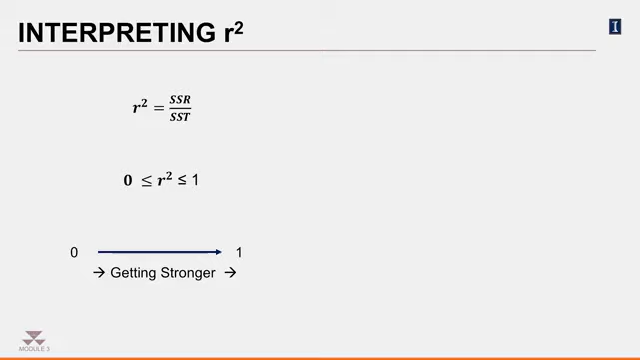 INTERPRETING r²
I
r² = SSR/SST
0 ≤ r² ≤ 1
0 1
→ Getting Stronger →
MODULE 3